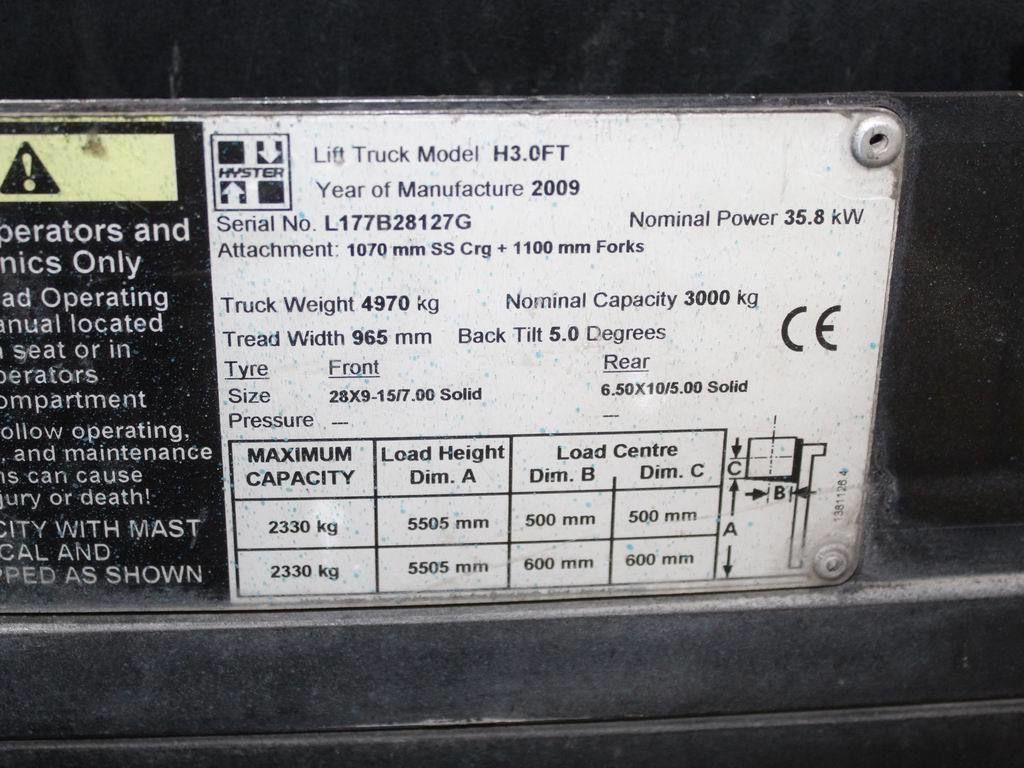 perators and
nics Only
ad Operating
anual located
seat or in
perators
ompartment
ollow operating,
, and maintenance
ns can cause
jury or death!
CITY WITH MAST
CAL AND
PPED AS SHOWN
HYSTER
Lift Truck Model H3.0FT
Year of Manufacture 2009
Serial No. L177B28127G Nominal Power 35.8 kW
Attachment: 1070 mm SS Crg + 1100 mm Forks
Truck Weight 4970 kg Nominal Capacity 3000 kg
Tread Width 965 mm Back Tilt 5.0 Degrees
CE
Tyre Front Rear
Size 28X9-15/7.00 Solid 6.50X10/5.00 Solid
Pressure --- ---
MAXIMUM CAPACITY Load Height Dim. A Load Centre Dim. B Dim. C
2330 kg 5505 mm 500 mm 500 mm
2330 kg 5505 mm 600 mm 600 mm
C
B
A
1381126.4